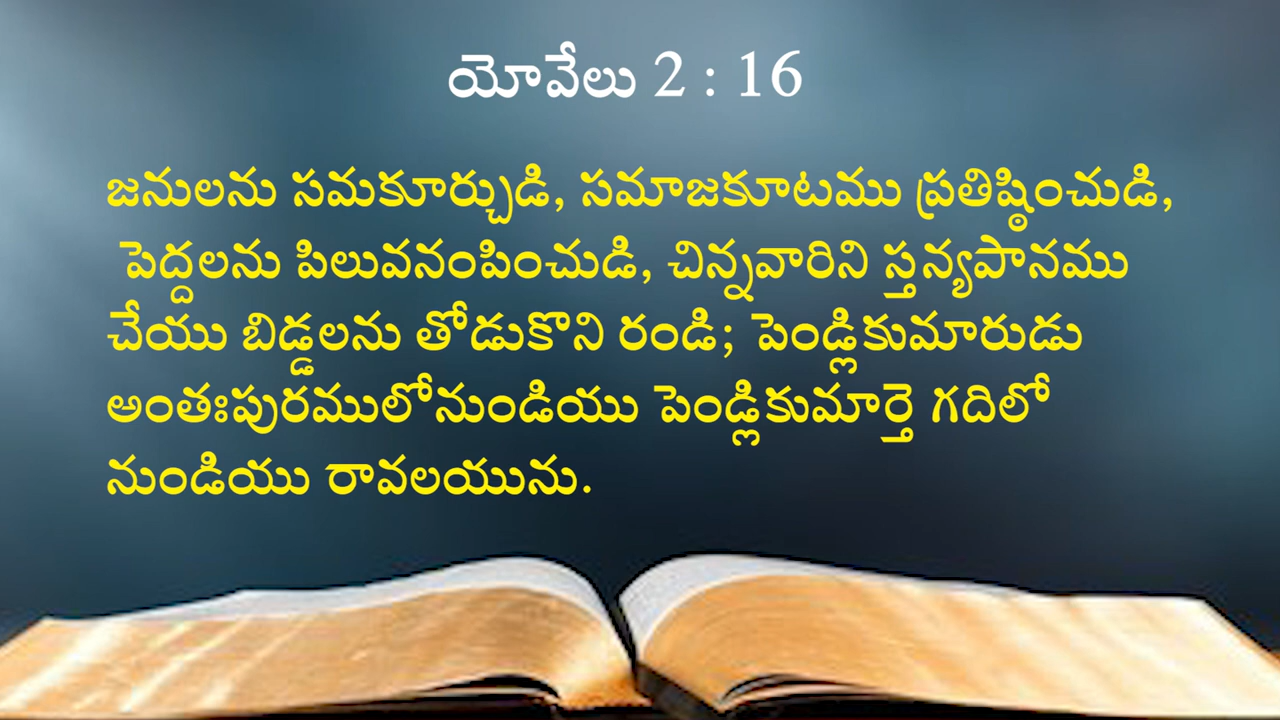 యోవేలు 2 : 16
జనులను సమకూర్చుడి, సమాజకూటము ప్రతిష్ఠించుడి,
పెద్దలను పిలువనంపించుడి, చిన్నవారిని స్తన్యపానము
చేయు బిడ్డలను తోడుకొని రండి; పెండ్లికుమారుడు
అంతఃపురములోనుండియు పెండ్లికుమార్తె గదిలో
నుండియు రావలయును.